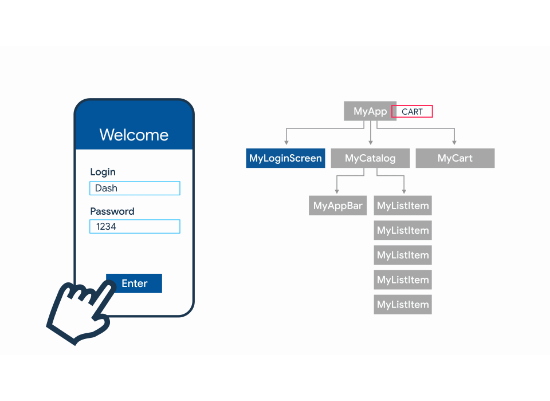 Welcome
Login
Dash
Password
1234
Enter
MyApp
CART
MyLoginScreen
MyCatalog
MyCart
MyAppBar
MyListItem
MyListItem
MyListItem
MyListItem
MyListItem